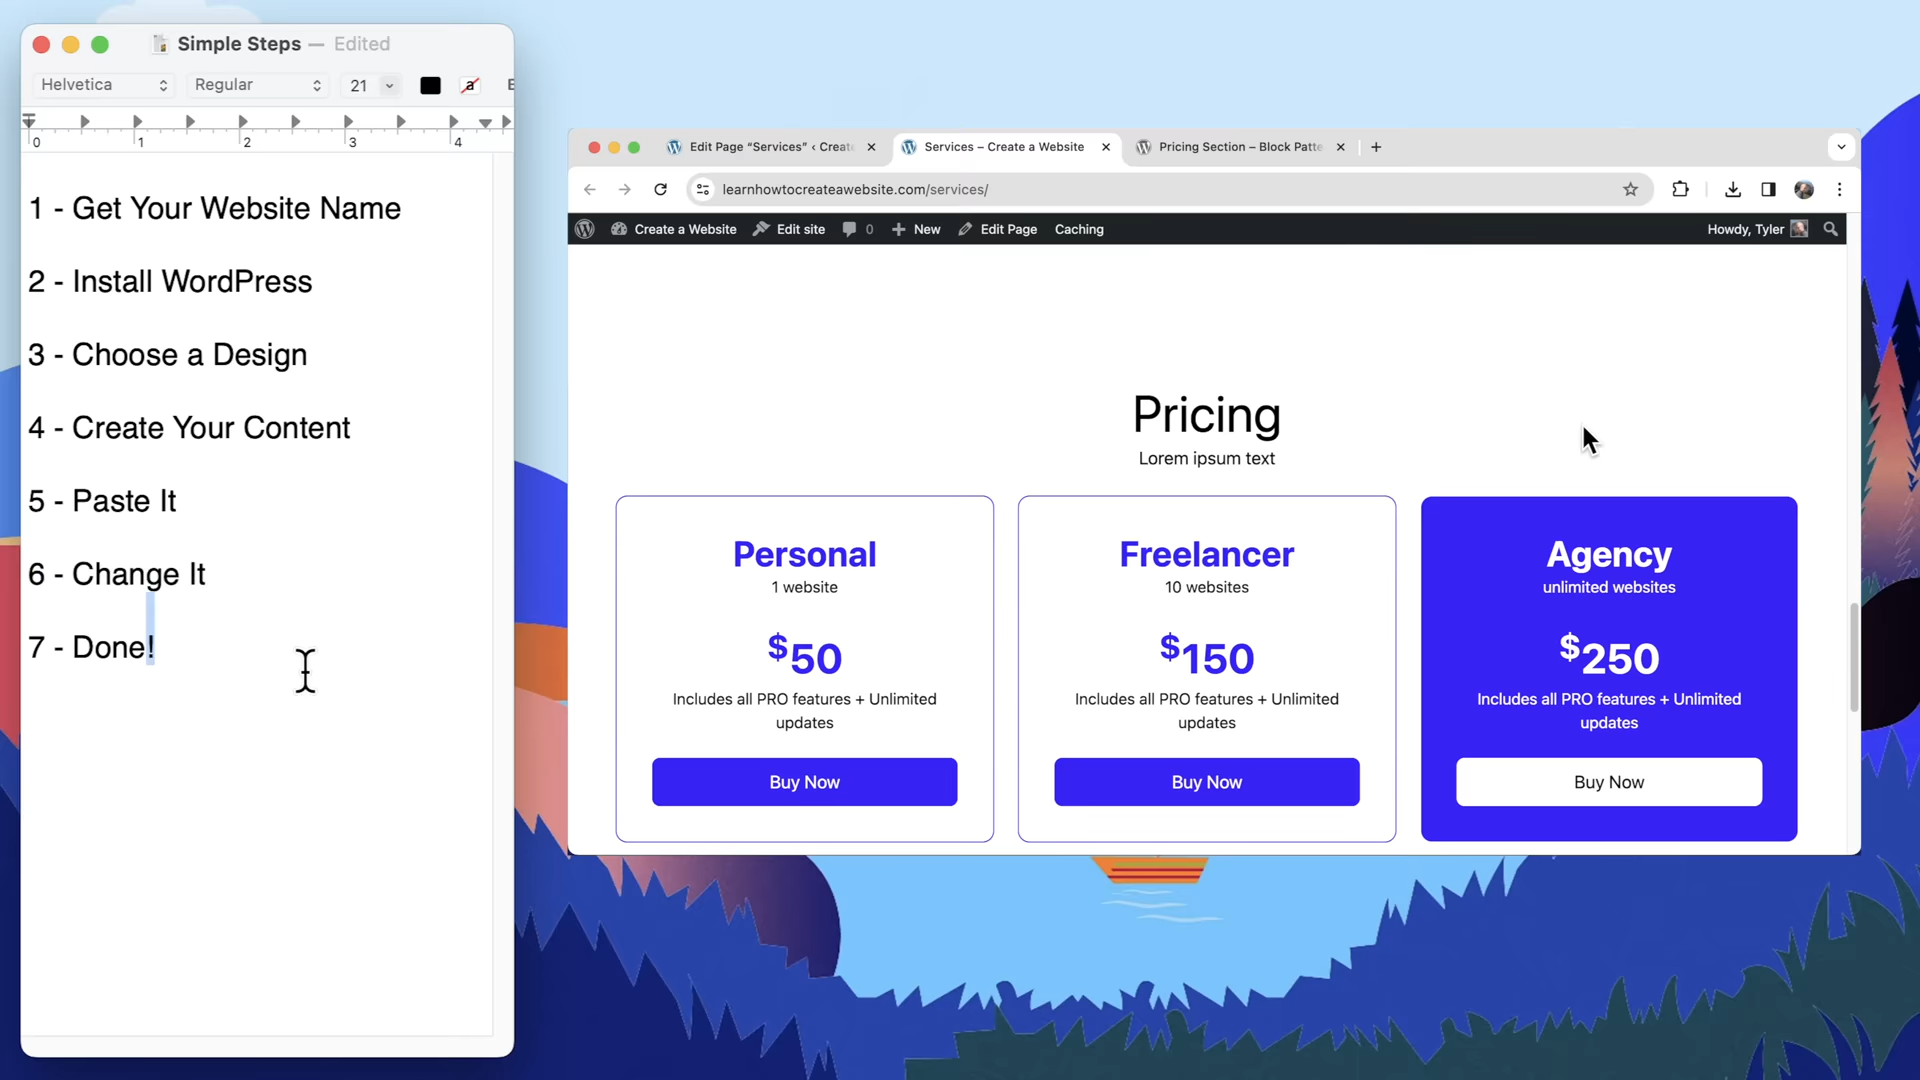 Simple Steps — Edited
Helvetica Regular 21 a
0 1 2 3 4
1 - Get Your Website Name
2 - Install WordPress
3 - Choose a Design
4 - Create Your Content
5 - Paste It
6 - Change It
7 - Done!
Edit Page “Services” ‹ Create
Services – Create a Website
Pricing Section – Block Patte
learnhowtocreateawebsite.com/services/
Create a Website Edit site 0 New Edit Page Caching Howdy, Tyler
Pricing
Lorem ipsum text
Personal
1 website
$50
Includes all PRO features + Unlimited
updates
Buy Now
Freelancer
10 websites
$150
Includes all PRO features + Unlimited
updates
Buy Now
Agency
unlimited websites
$250
Includes all PRO features + Unlimited
updates
Buy Now